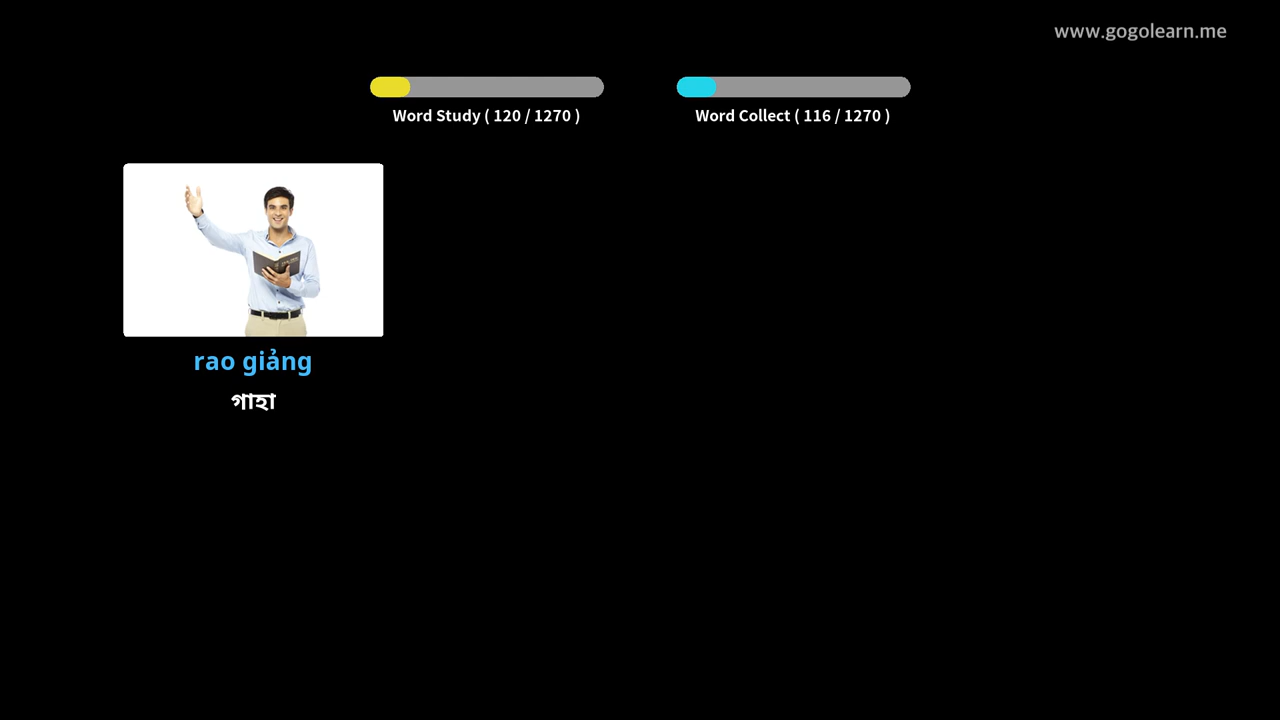 www.gogolearn.me
Word Study ( 120 / 1270 )
Word Collect ( 116 / 1270 )
rao giảng
গাহা